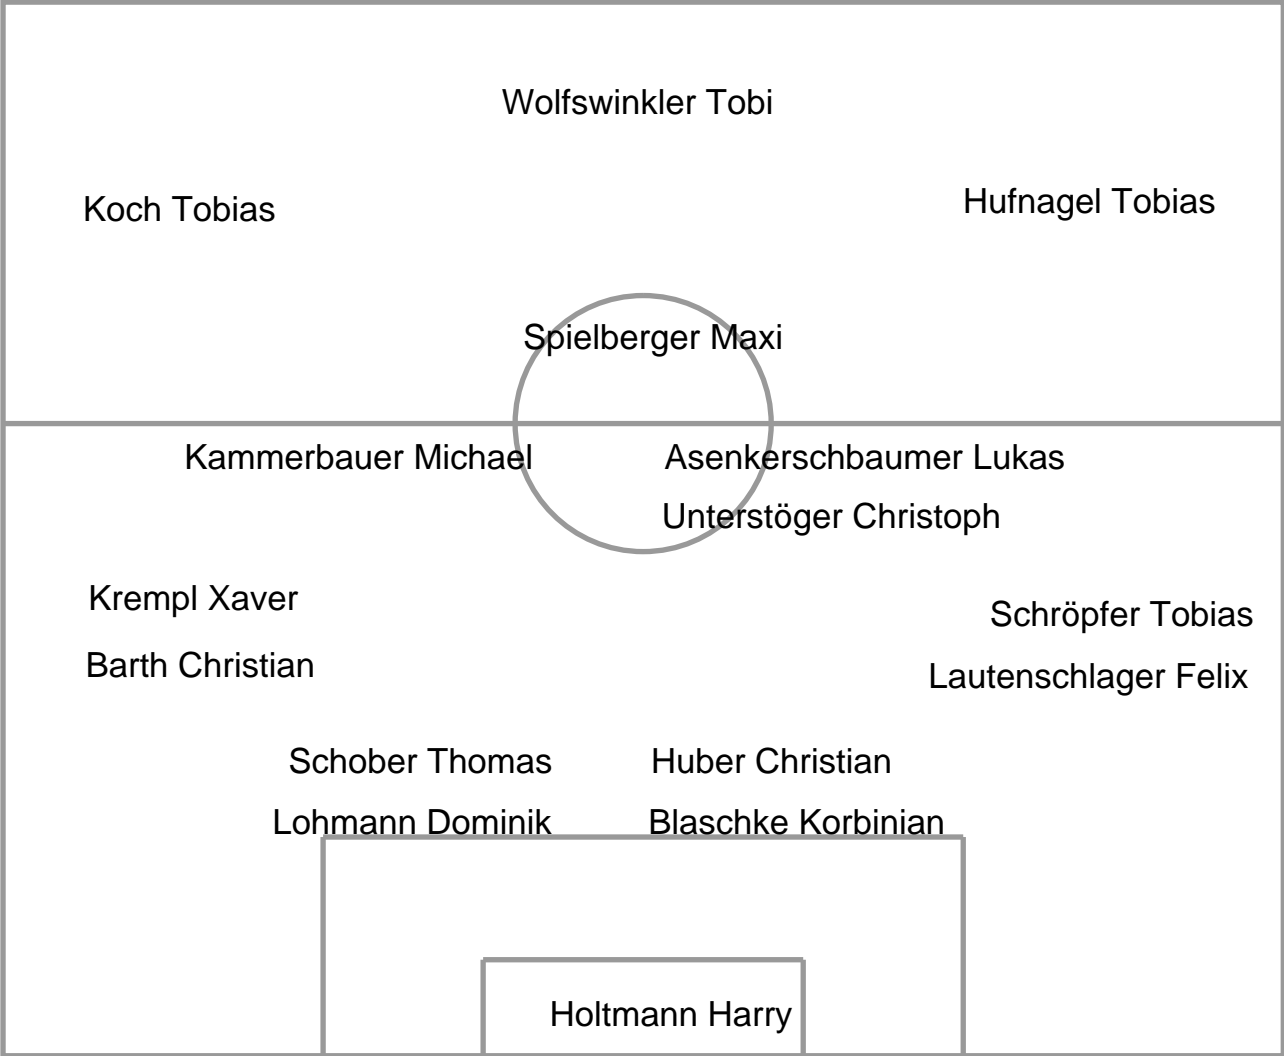 Wolfswinkler Tobi
Koch Tobias
Hufnagel Tobias
Spielberger Maxi
Kammerbauer Michael
Asenkerschbaumer Lukas
Unterstöger Christoph
Krempl Xaver
Schröpfer Tobias
Barth Christian
Lautenschlager Felix
Schober Thomas
Huber Christian
Lohmann Dominik
Blaschke Korbinian
Holtmann Harry